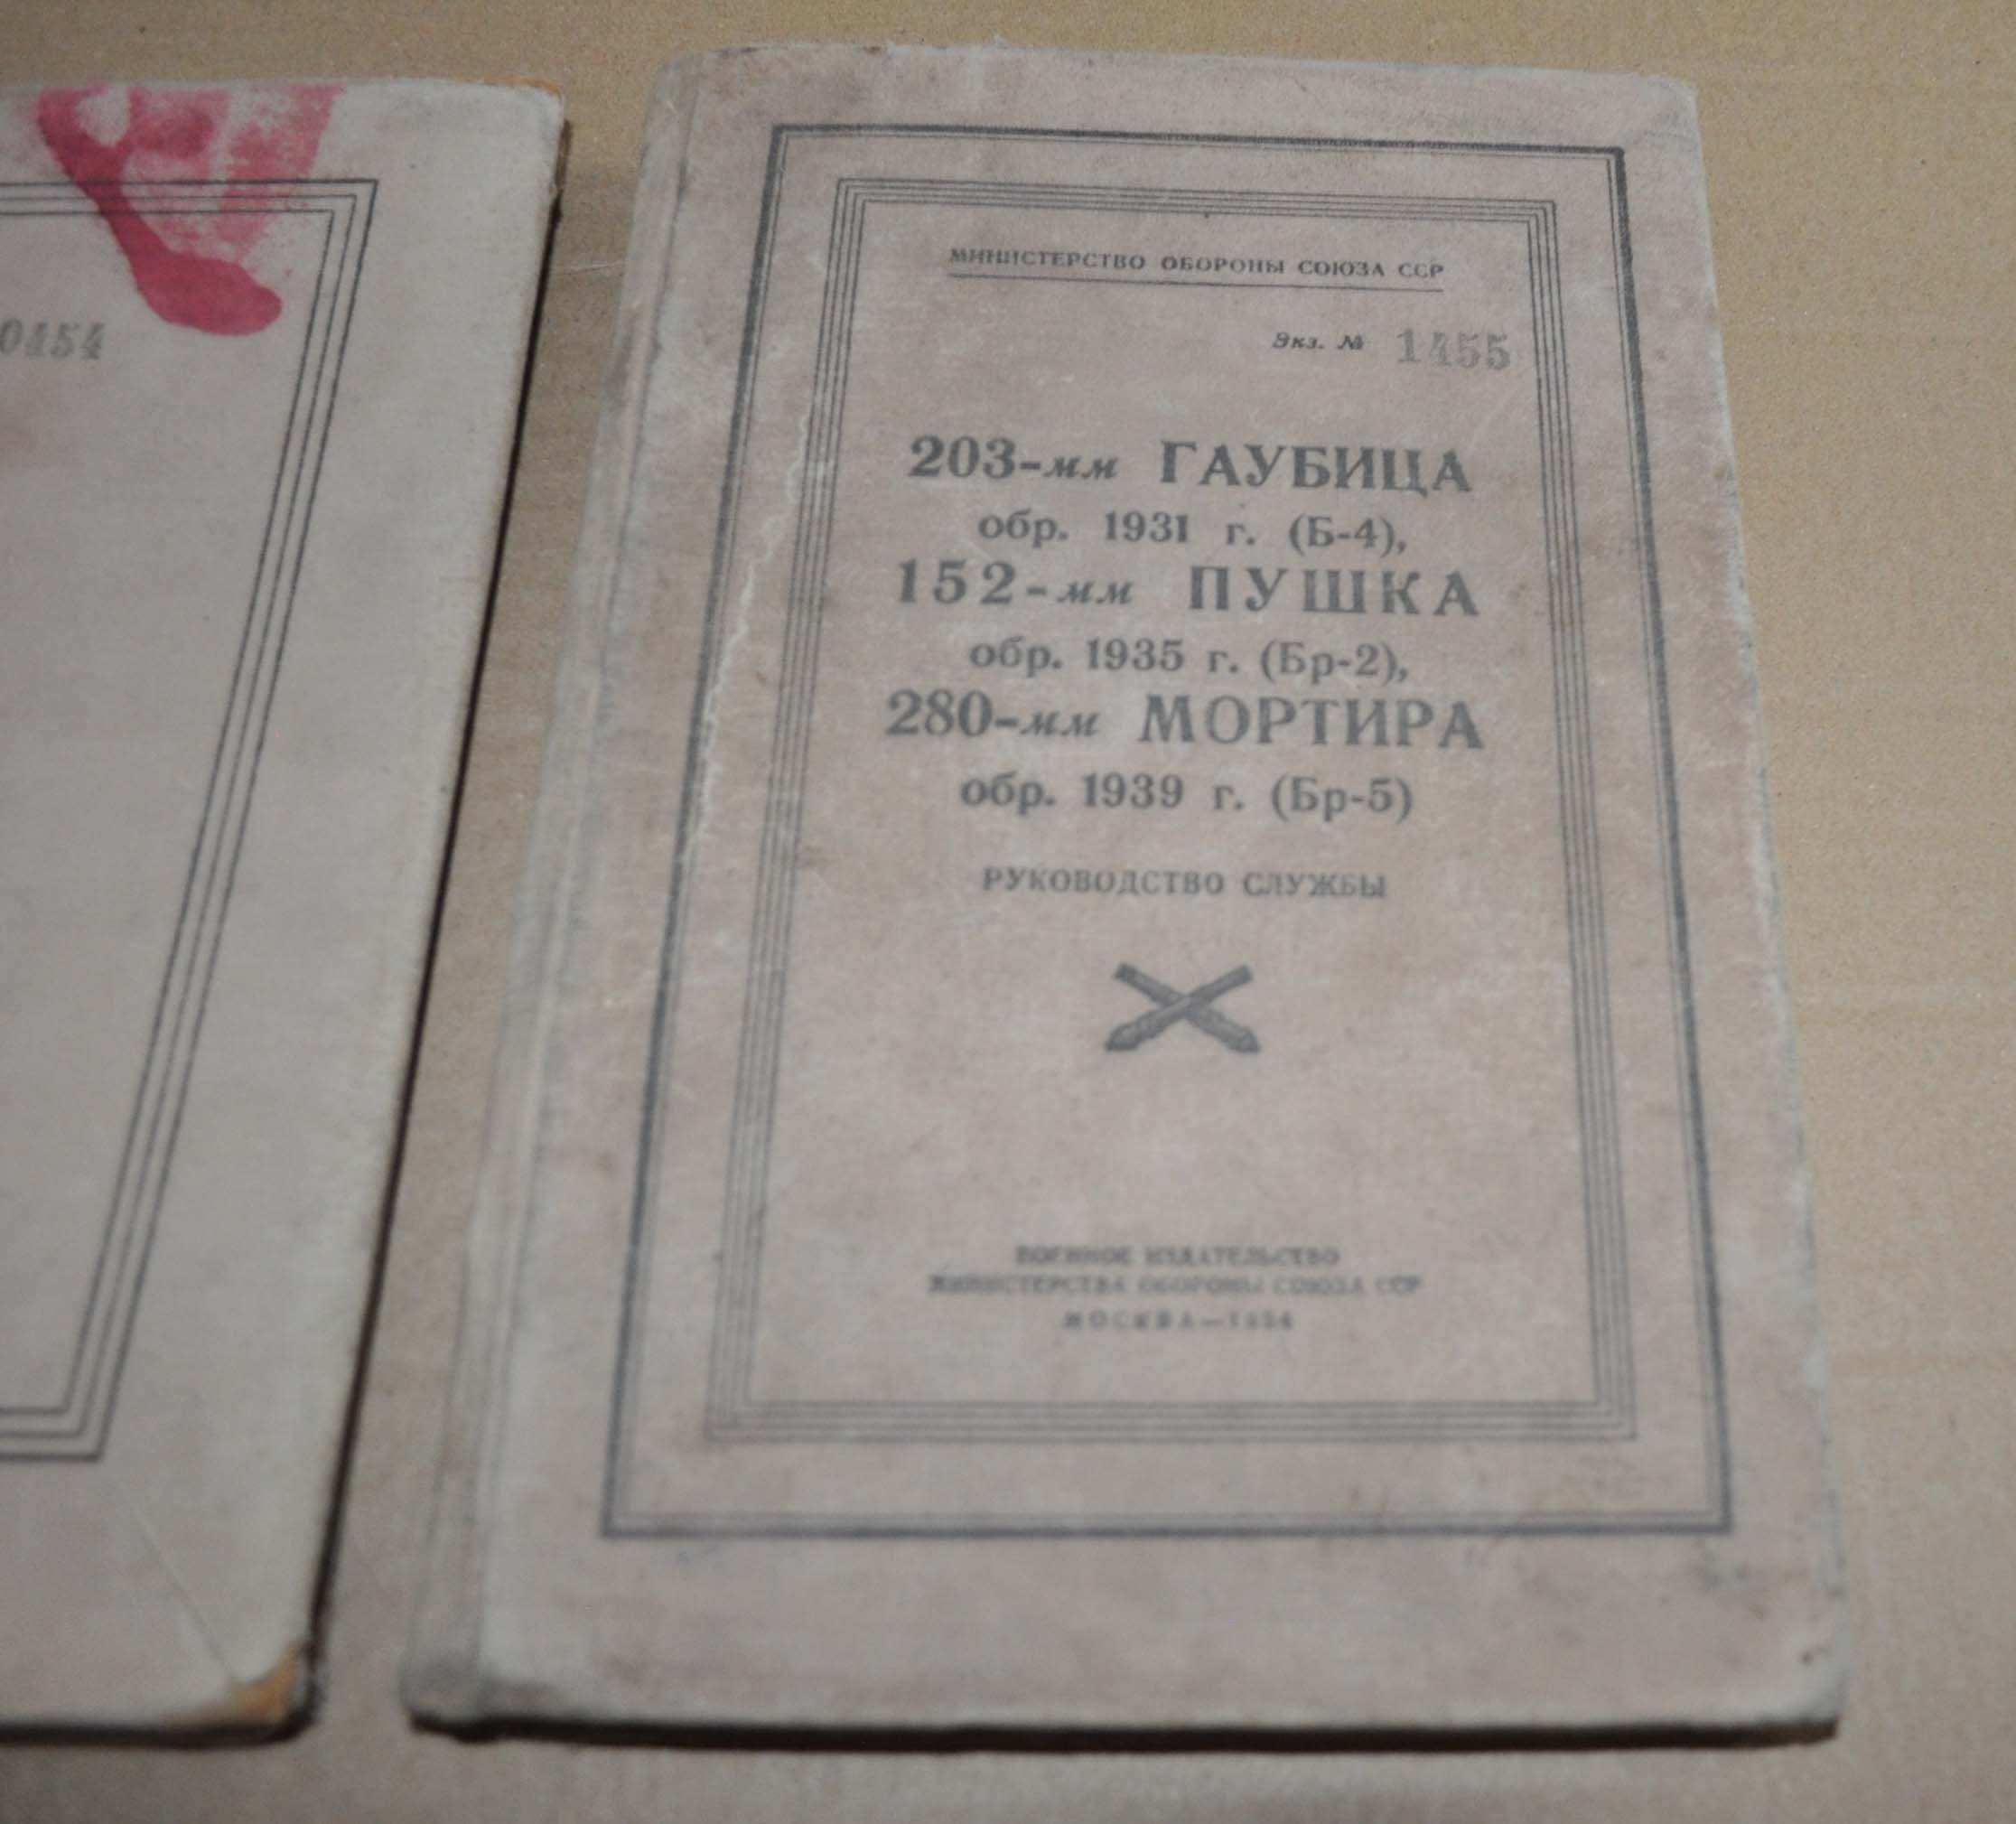 0454
МИНИСТЕРСТВО ОБОРОНЫ СОЮЗА ССР
Экз. № 1455
203-мм ГАУБИЦА
обр. 1931 г. (Б-4),
152-мм ПУШКА
обр. 1935 г. (Бр-2),
280-мм МОРТИРА
обр. 1939 г. (Бр-5)
РУКОВОДСТВО СЛУЖБЫ
ВОЕННОЕ ИЗДАТЕЛЬСТВО
МИНИСТЕРСТВА ОБОРОНЫ СОЮЗА ССР
МОСКВА—1954